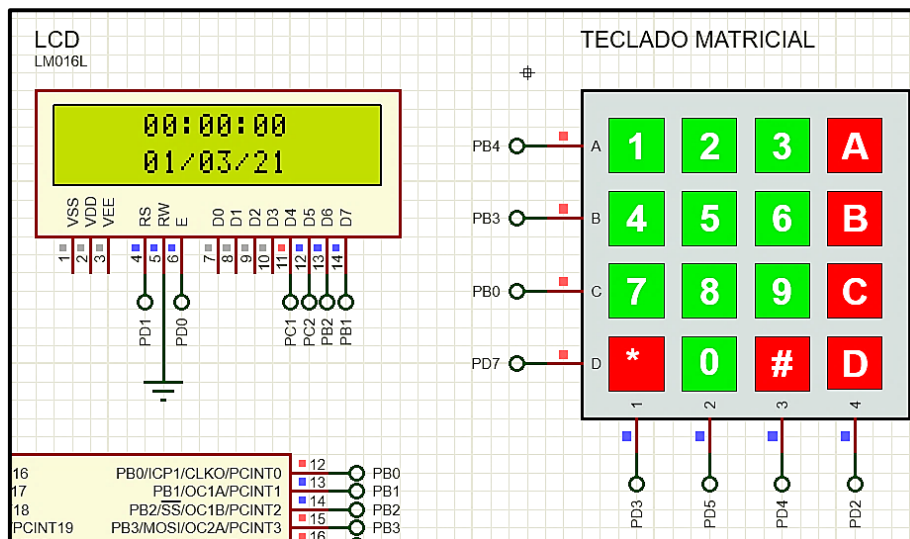 LCD
LM016L
TECLADO MATRICIAL
00:00:00
01/03/21
VSS VDD VEE RS RW E D0 D1 D2 D3 D4 D5 D6 D7
1 2 3 4 5 6 7 8 9 10 11 12 13 14
PD1 PD0 PC1 PC2 PB2 PB1
PB4 A 1 2 3 A
PB3 B 4 5 6 B
PB0 C 7 8 9 C
PD7 D * 0 # D
1 2 3 4
PD3 PD5 PD4 PD2
16 PB0/ICP1/CLKO/PCINT0 12 PB0
17 PB1/OC1A/PCINT1 13 PB1
18 PB2/SS/OC1B/PCINT2 14 PB2
/PCINT19 PB3/MOSI/OC2A/PCINT3 15 PB3
16